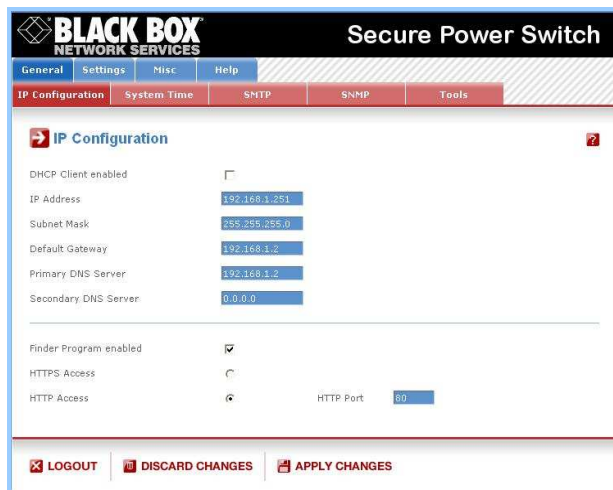 BLACK BOX
NETWORK SERVICES
Secure Power Switch
General Settings Misc Help
IP Configuration System Time SMTP SNMP Tools
IP Configuration ?
DHCP Client enabled
IP Address 192.168.1.251
Subnet Mask 255.255.255.0
Default Gateway 192.168.1.2
Primary DNS Server 192.168.1.2
Secondary DNS Server 0.0.0.0
Finder Program enabled
HTTPS Access
HTTP Access HTTP Port 80
LOGOUT DISCARD CHANGES APPLY CHANGES